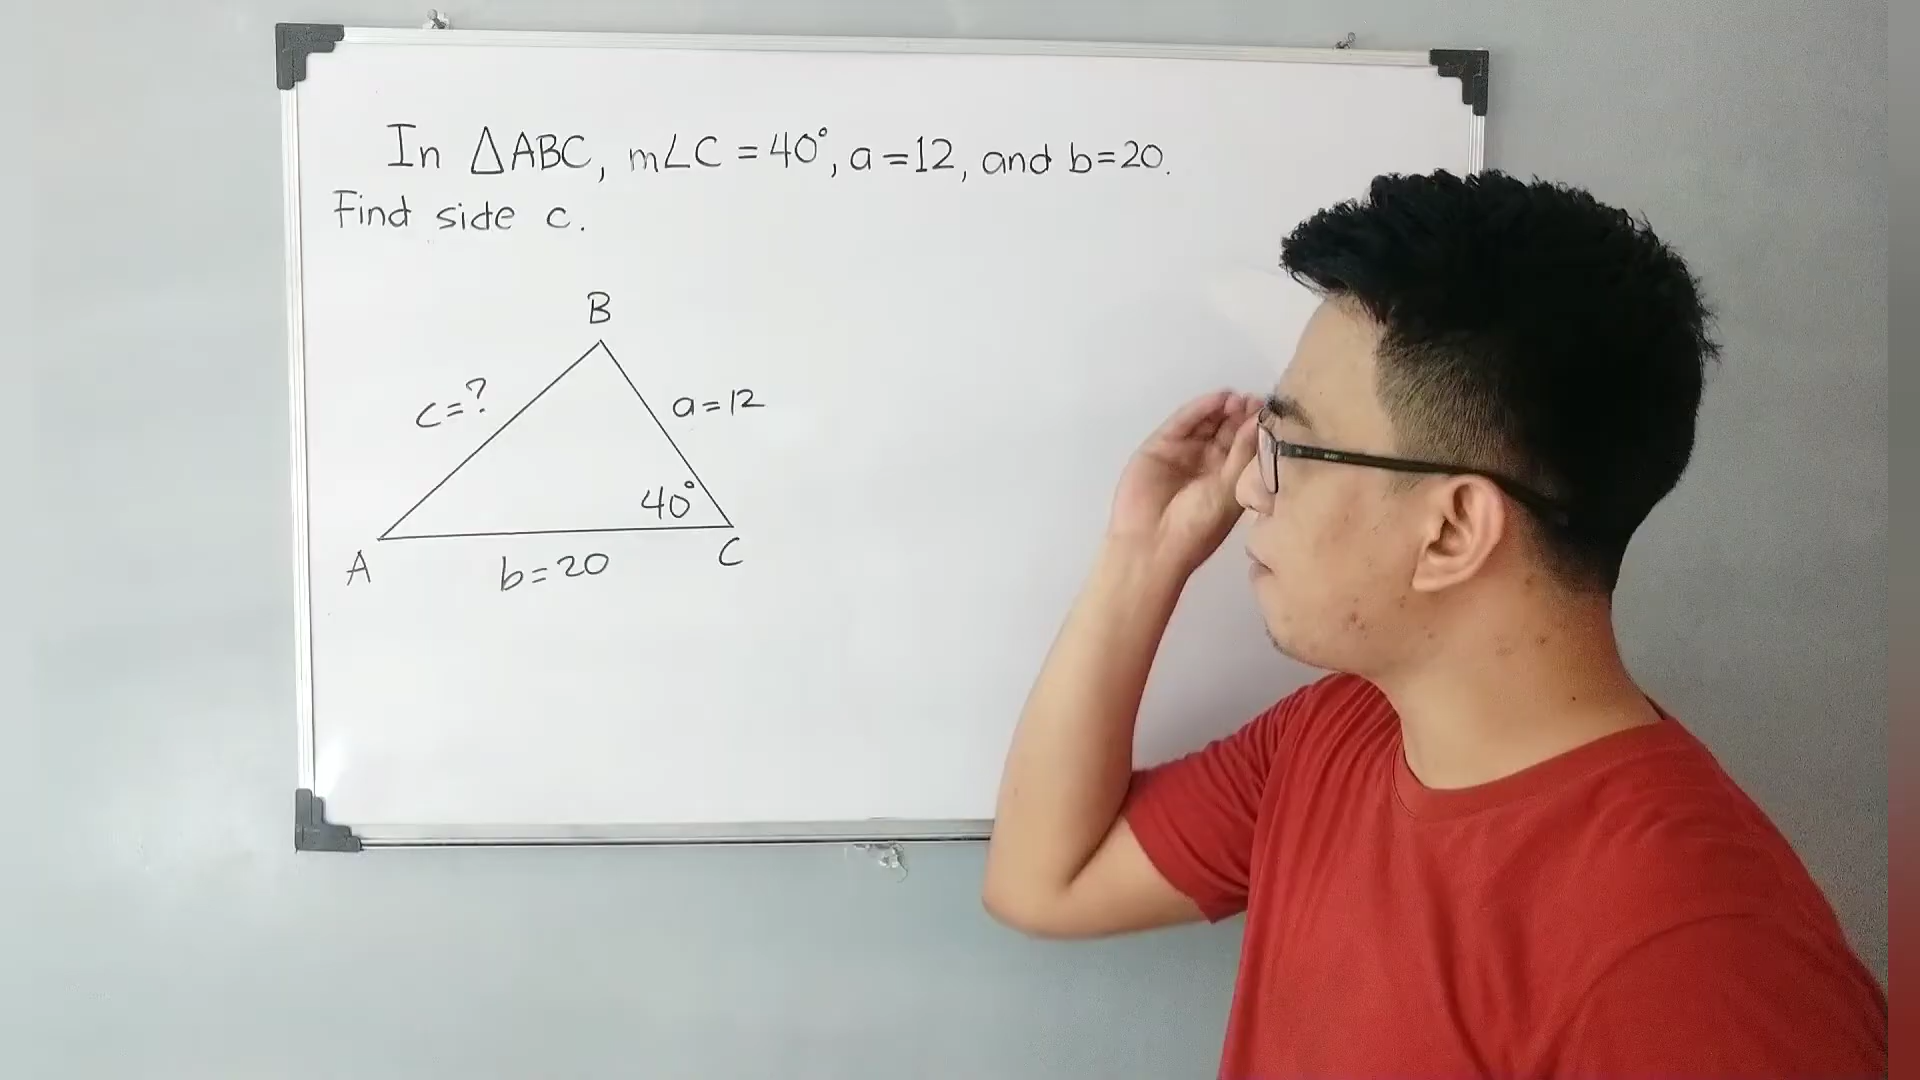 In △ABC, m∠C = 40°, a = 12, and b = 20.
Find side c.
B
c = ?
a = 12
40°
A
b = 20
C